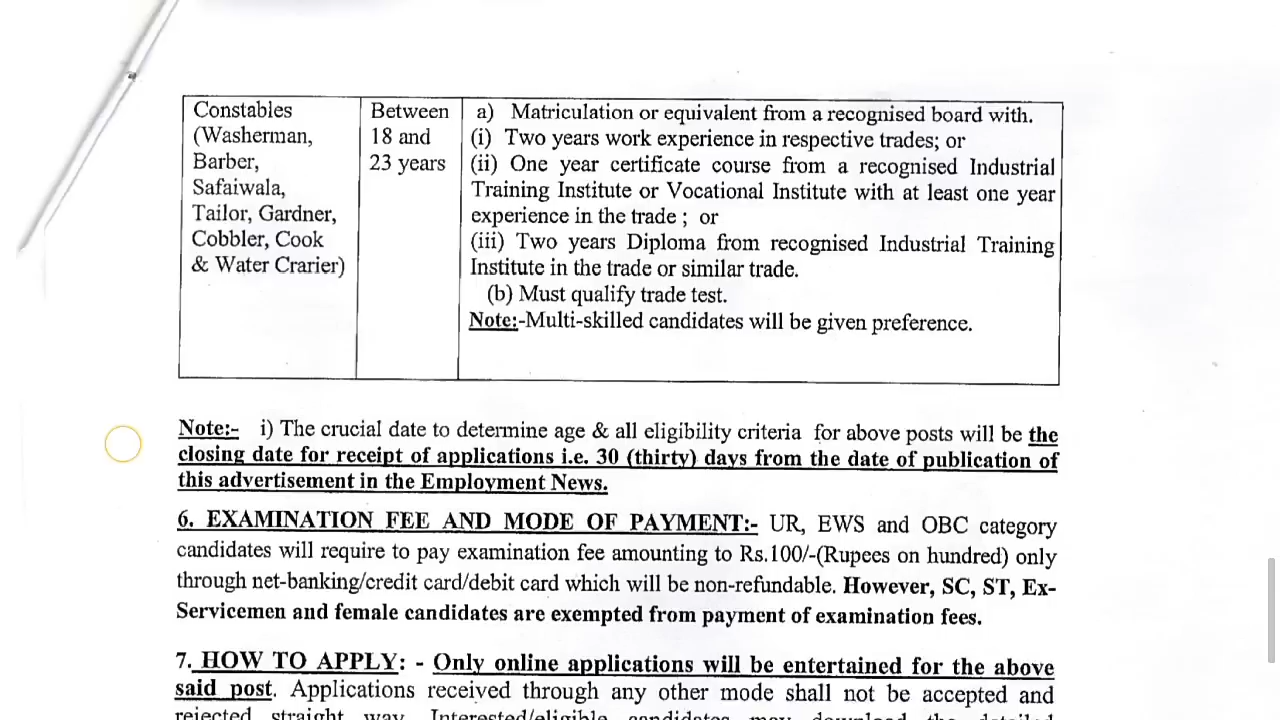 Constables
(Washerman,
Barber,
Safaiwala,
Tailor, Gardner,
Cobbler, Cook
& Water Crarier)
Between
18 and
23 years
a) Matriculation or equivalent from a recognised board with.
(i) Two years work experience in respective trades; or
(ii) One year certificate course from a recognised Industrial
Training Institute or Vocational Institute with at least one year
experience in the trade ; or
(iii) Two years Diploma from recognised Industrial Training
Institute in the trade or similar trade.
(b) Must qualify trade test.
Note:-Multi-skilled candidates will be given preference.
Note:- i) The crucial date to determine age & all eligibility criteria for above posts will be the
closing date for receipt of applications i.e. 30 (thirty) days from the date of publication of
this advertisement in the Employment News.
6. EXAMINATION FEE AND MODE OF PAYMENT:- UR, EWS and OBC category
candidates will require to pay examination fee amounting to Rs.100/-(Rupees on hundred) only
through net-banking/credit card/debit card which will be non-refundable. However, SC, ST, Ex-
Servicemen and female candidates are exempted from payment of examination fees.
7. HOW TO APPLY: - Only online applications will be entertained for the above
said post. Applications received through any other mode shall not be accepted and
rejected straight way. Interested/eligible candidates may download the detailed